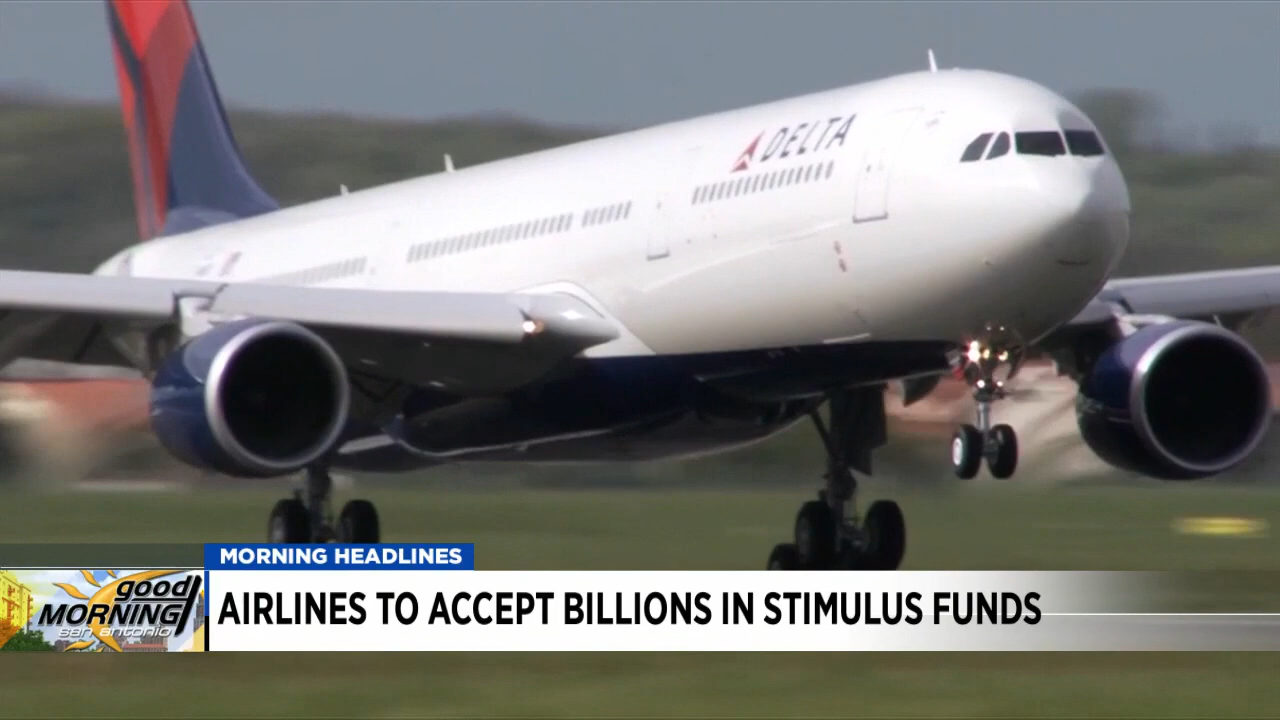 DELTA
MORNING HEADLINES
good
MORNING
san antonio
AIRLINES TO ACCEPT BILLIONS IN STIMULUS FUNDS